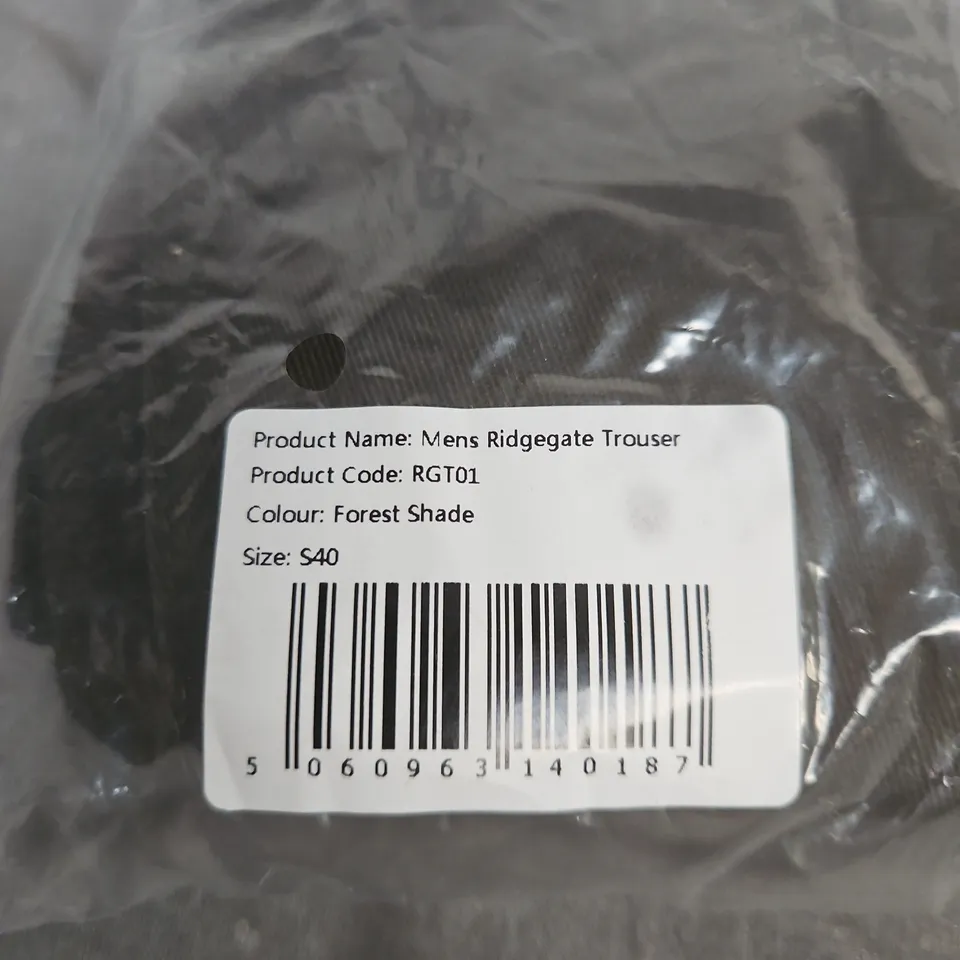 Product Name: Mens Ridgegate Trouser
Product Code: RGT01
Colour: Forest Shade
Size: S40
5 060963 140187